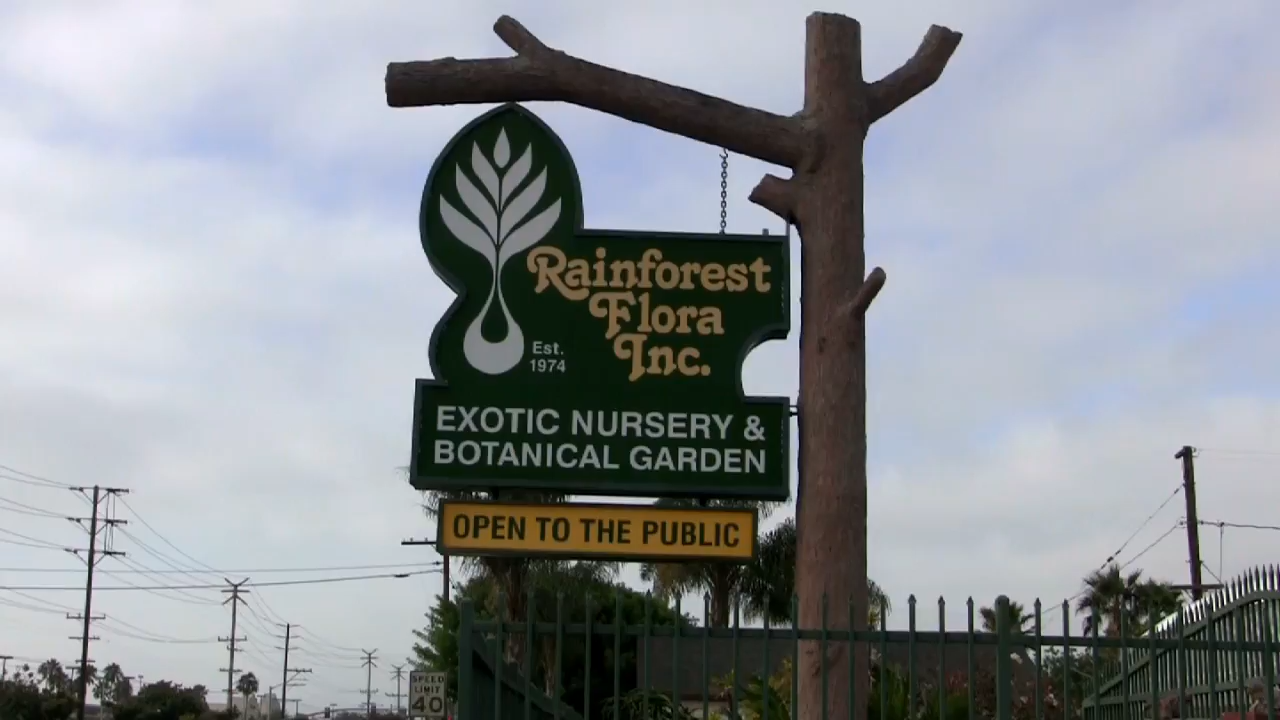 Rainforest
Flora
Inc.
Est.
1974
EXOTIC NURSERY &
BOTANICAL GARDEN
OPEN TO THE PUBLIC
SPEED
LIMIT
40